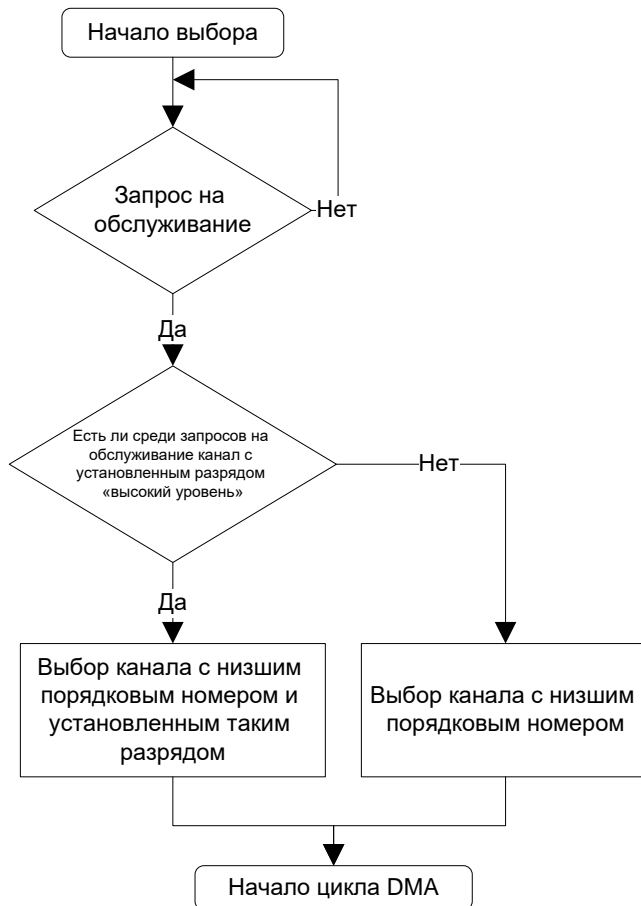 Начало выбора
Запрос на
обслуживание
Нет
Да
Есть ли среди запросов на
обслуживание канал с
установленным разрядом
«высокий уровень»
Нет
Да
Выбор канала с низшим
порядковым номером и
установленным таким
разрядом
Выбор канала с низшим
порядковым номером
Начало цикла DMA